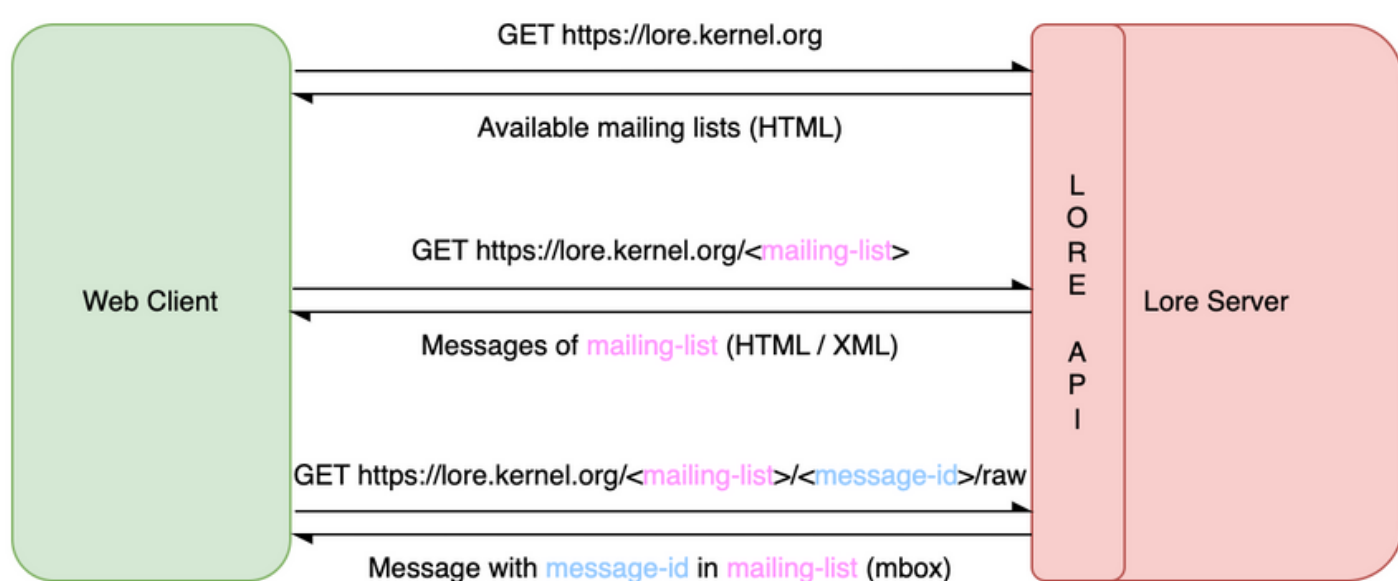 GET https://lore.kernel.org
Available mailing lists (HTML)
GET https://lore.kernel.org/<mailing-list>
Web Client
Messages of mailing-list (HTML / XML)
GET https://lore.kernel.org/<mailing-list>/<message-id>/raw
Message with message-id in mailing-list (mbox)
L
O
R
E
A
P
I
Lore Server